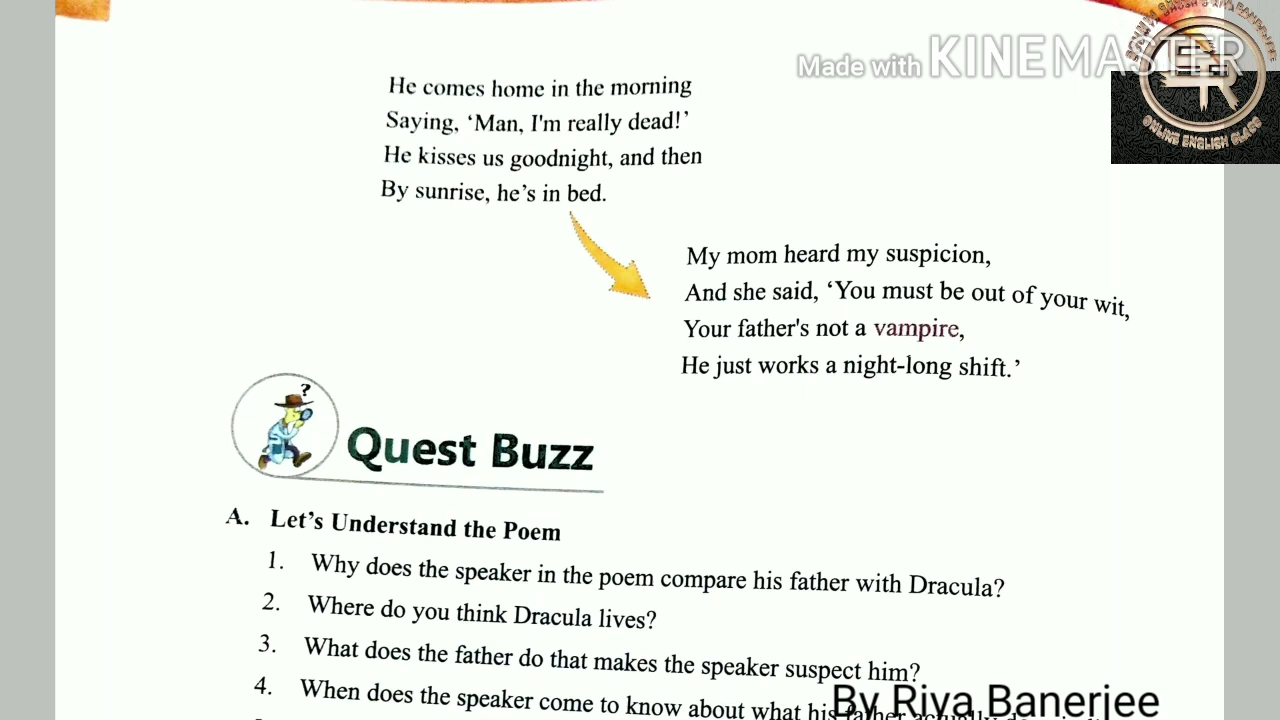 Made with KINEMASTER
ONLINE ENGLISH CLASS
He comes home in the morning
Saying, ‘Man, I'm really dead!’
He kisses us goodnight, and then
By sunrise, he’s in bed.
My mom heard my suspicion,
And she said, ‘You must be out of your wit,
Your father's not a vampire,
He just works a night-long shift.’
?
Quest Buzz
A. Let’s Understand the Poem
1. Why does the speaker in the poem compare his father with Dracula?
2. Where do you think Dracula lives?
3. What does the father do that makes the speaker suspect him?
4. When does the speaker come to know about what his father actually
By Riya Banerjee